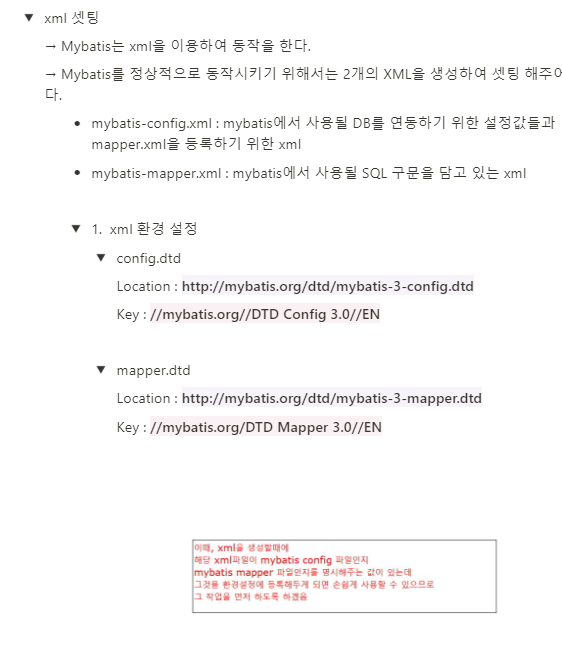 xml 셋팅
→ Mybatis는 xml을 이용하여 동작을 한다.
→ Mybatis를 정상적으로 동작시키기 위해서는 2개의 XML을 생성하여 셋팅 해주어
다.
mybatis-config.xml : mybatis에서 사용될 DB를 연동하기 위한 설정값들과
mapper.xml을 등록하기 위한 xml
mybatis-mapper.xml : mybatis에서 사용될 SQL 구문을 담고 있는 xml
1. xml 환경 설정
config.dtd
Location : http://mybatis.org/dtd/mybatis-3-config.dtd
Key : //mybatis.org//DTD Config 3.0//EN
mapper.dtd
Location : http://mybatis.org/dtd/mybatis-3-mapper.dtd
Key : //mybatis.org/DTD Mapper 3.0//EN
이때, xml을 생성할때에
해당 xml파일이 mybatis config 파일인지
mybatis mapper 파일인지를 명시해주는 값이 있는데
그것을 환경설정에 등록해두게 되면 손쉽게 사용할 수 있으므로
그 작업을 먼저 하도록 하겠음